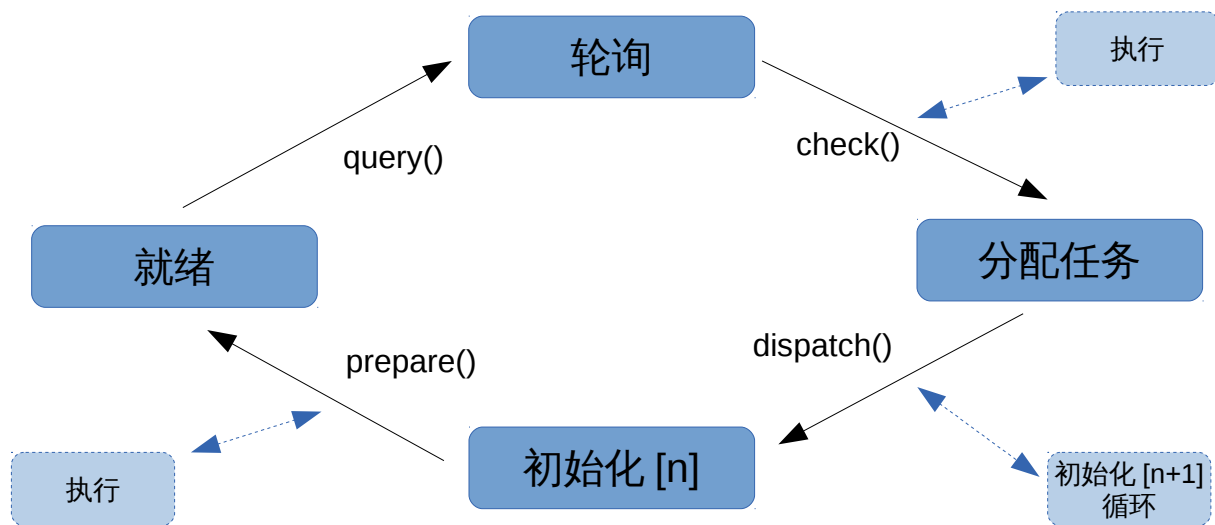 轮询
执行
query()
check()
就绪
分配任务
prepare()
dispatch()
初始化 [n]
执行
初始化 [n+1]
循环